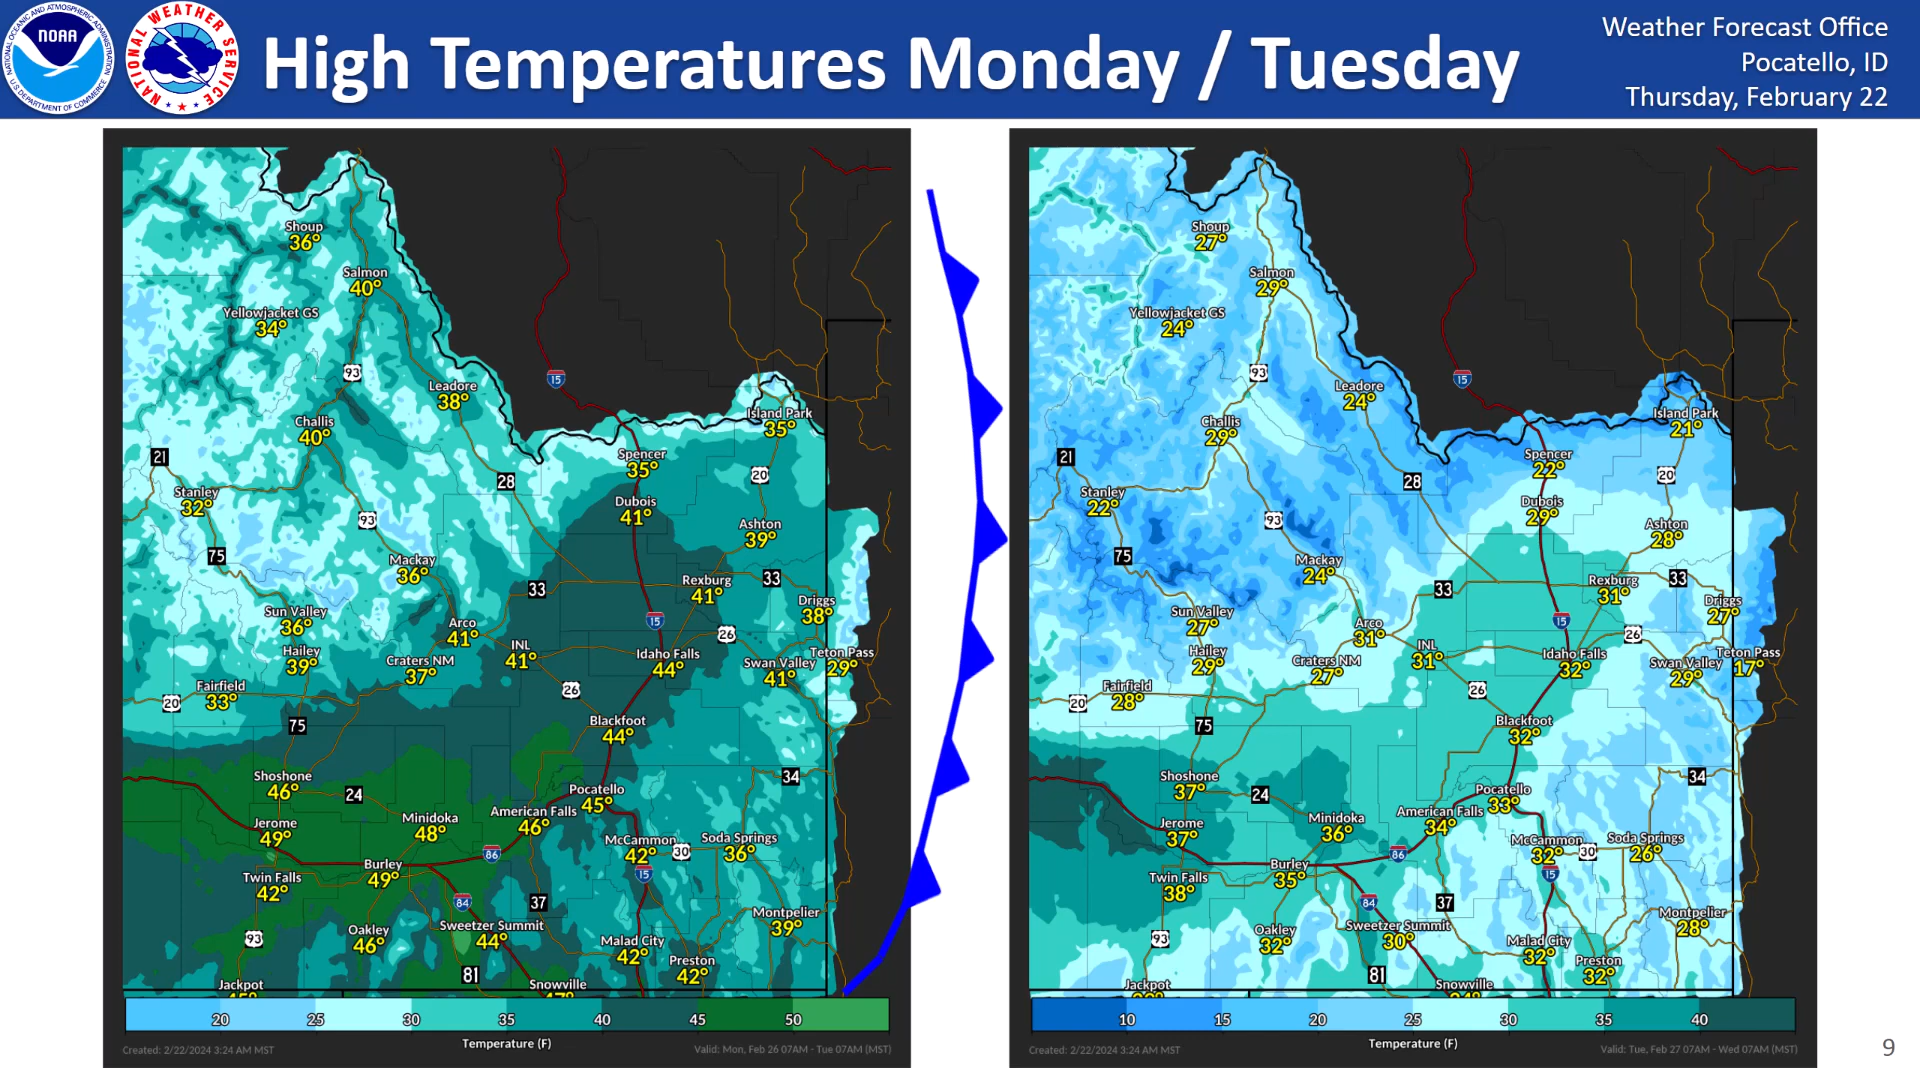 NATIONAL OCEANIC AND ATMOSPHERIC ADMINISTRATION
NOAA
U.S. DEPARTMENT OF COMMERCE
NATIONAL WEATHER SERVICE
High Temperatures Monday / Tuesday
Weather Forecast Office
Pocatello, ID
Thursday, February 22
Shoup
36°
Salmon
40°
Yellowjacket GS
34°
93
15
Leadore
38°
Island Park
35°
Challis
40°
21
Spencer
35°
20
28
Stanley
32°
Dubois
41°
93
Ashton
39°
75
Mackay
36°
33
Rexburg
41°
33
Driggs
38°
Sun Valley
36°
Arco
41°
15
26
Hailey
39°
Craters NM
37°
INL
41°
Idaho Falls
44°
Swan Valley
41°
Teton Pass
29°
Fairfield
33°
20
26
75
Blackfoot
44°
Shoshone
46°
24
34
Pocatello
45°
Jerome
49°
Minidoka
48°
American Falls
46°
McCammon
42°
30
Soda Springs
36°
86
Burley
49°
15
Twin Falls
42°
84
37
Montpelier
39°
93
Oakley
46°
Sweetzer Summit
44°
Malad City
42°
81
Preston
42°
Jackpot
Snowville
20 25 30 35 40 45 50
Temperature (F)
Created: 2/22/2024 3:24 AM MST
Valid: Mon, Feb 26 07AM - Tue 07AM (MST)
Shoup
27°
Salmon
29°
Yellowjacket GS
24°
93
15
Leadore
24°
Island Park
21°
Challis
29°
21
Spencer
22°
20
28
Stanley
22°
Dubois
29°
93
Ashton
28°
75
Mackay
24°
33
Rexburg
31°
33
Driggs
27°
Sun Valley
27°
Arco
31°
15
26
Hailey
29°
Craters NM
27°
INL
31°
Idaho Falls
32°
Swan Valley
29°
Teton Pass
17°
Fairfield
28°
20
26
75
Blackfoot
32°
Shoshone
37°
24
34
Pocatello
33°
Jerome
37°
Minidoka
36°
American Falls
34°
McCammon
32°
30
Soda Springs
26°
86
Burley
35°
15
Twin Falls
38°
84
37
Montpelier
28°
93
Oakley
32°
Sweetzer Summit
30°
Malad City
32°
81
Preston
32°
Jackpot
Snowville
10 15 20 25 30 35 40
Temperature (F)
Created: 2/22/2024 3:24 AM MST
Valid: Tue, Feb 27 07AM - Wed 07AM (MST)
9